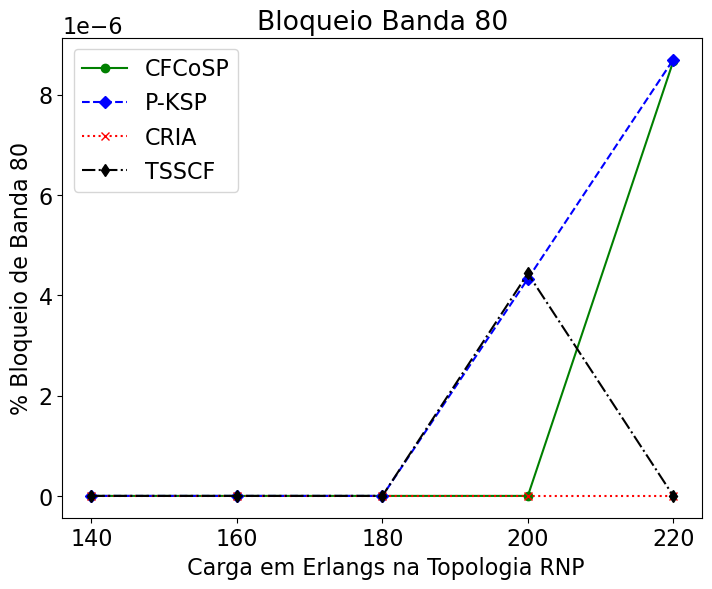 Bloqueio Banda 80
1e−6
CFCoSP
P-KSP
CRIA
TSSCF
% Bloqueio de Banda 80
8
6
4
2
0
140 160 180 200 220
Carga em Erlangs na Topologia RNP